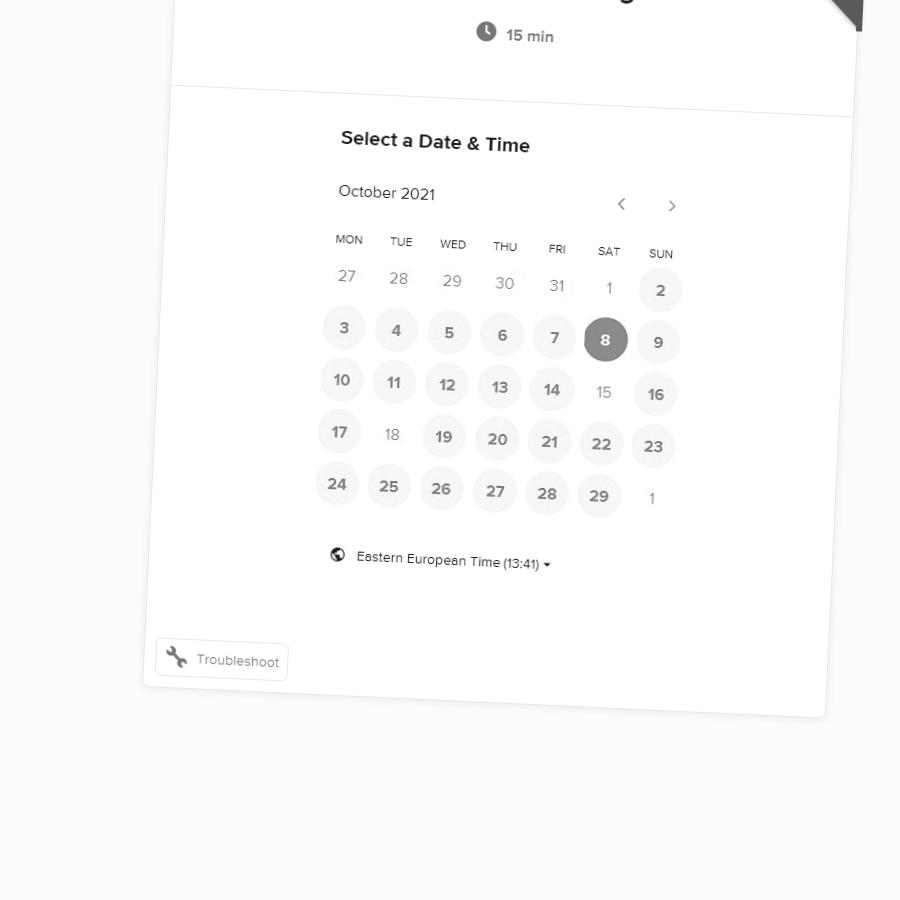 15 min
Select a Date & Time
October 2021
MON TUE WED THU FRI SAT SUN
27 28 29 30 31 1 2
3 4 5 6 7 8 9
10 11 12 13 14 15 16
17 18 19 20 21 22 23
24 25 26 27 28 29 1
Eastern European Time (13:41)
Troubleshoot